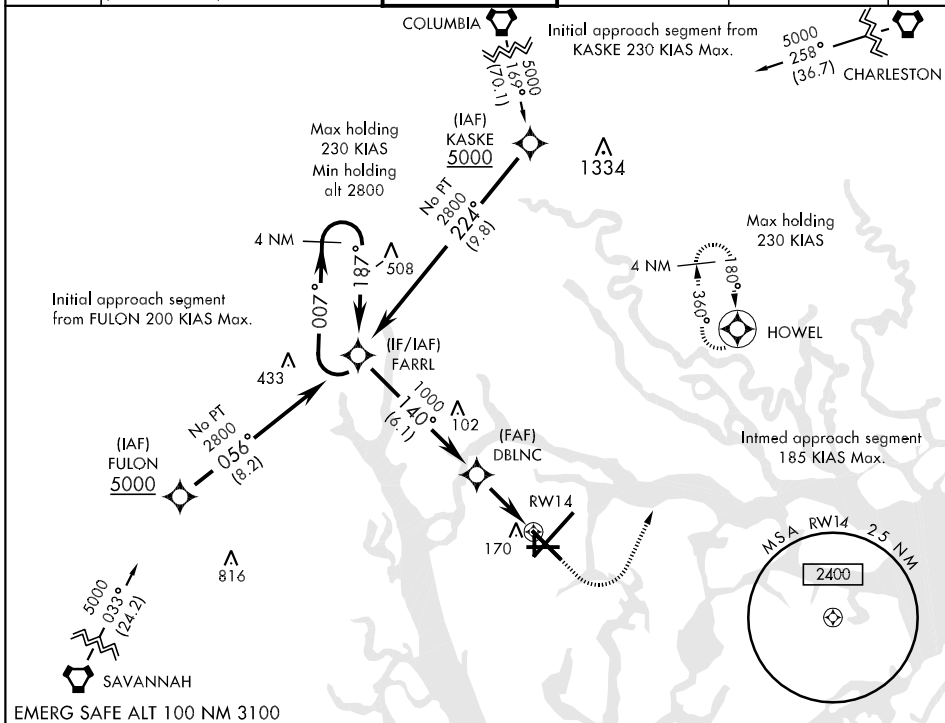 COLUMBIA
Initial approach segment from
KASKE 230 KIAS Max.
5000
258°
(36.7)
CHARLESTON
5000
169°
(70.1)
(IAF)
KASKE
5000
1334
Max holding
230 KIAS
Min holding
alt 2800
No PT
2800
224°
(9.8)
4 NM
007°
187°
508
Max holding
230 KIAS
4 NM
180°
360°
HOWEL
Initial approach segment
from FULON 200 KIAS Max.
(IF/IAF)
FARRL
433
1000
140°
(6.1)
102
No PT
2800
056°
(8.2)
(IAF)
FULON
5000
(FAF)
DBLNC
Intmed approach segment
185 KIAS Max.
RW14
170
816
MSA RW14 25 NM
2400
5000
033°
(24.2)
SAVANNAH
EMERG SAFE ALT 100 NM 3100